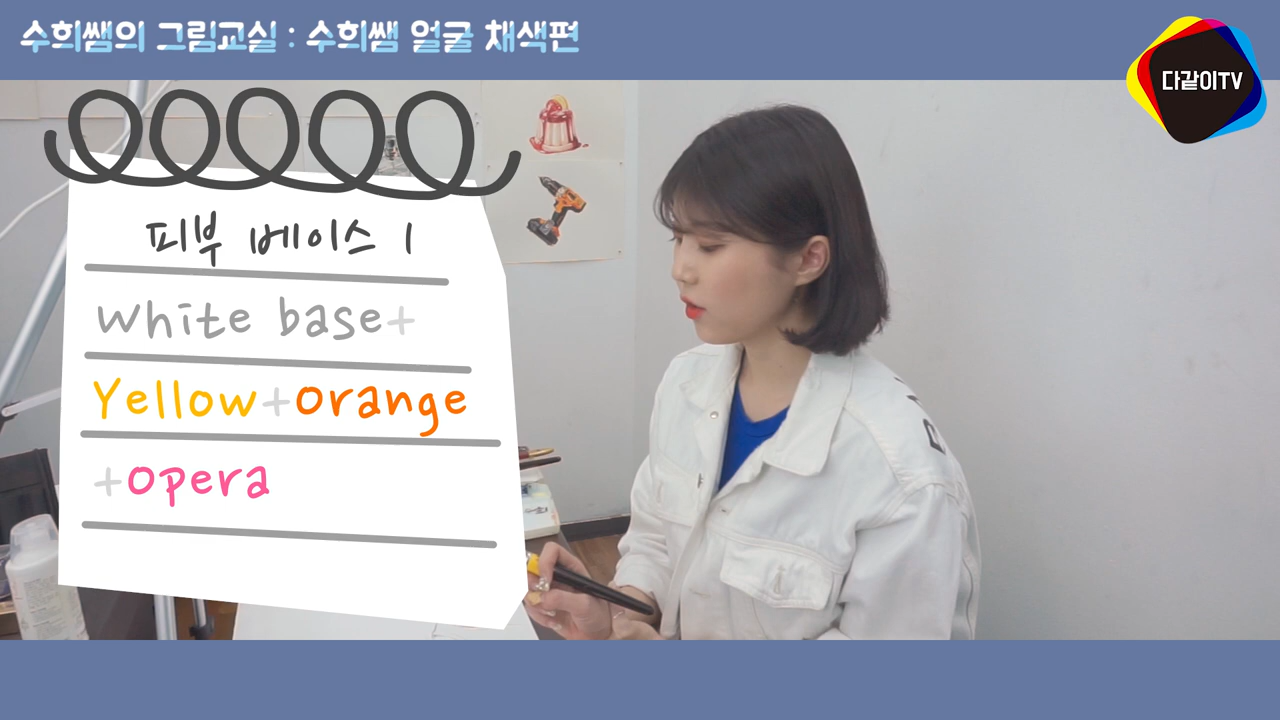 수희쌤의 그림교실 : 수희쌤 얼굴 채색편
다같이TV
피부 베이스 1
white base+
Yellow+orange
+opera